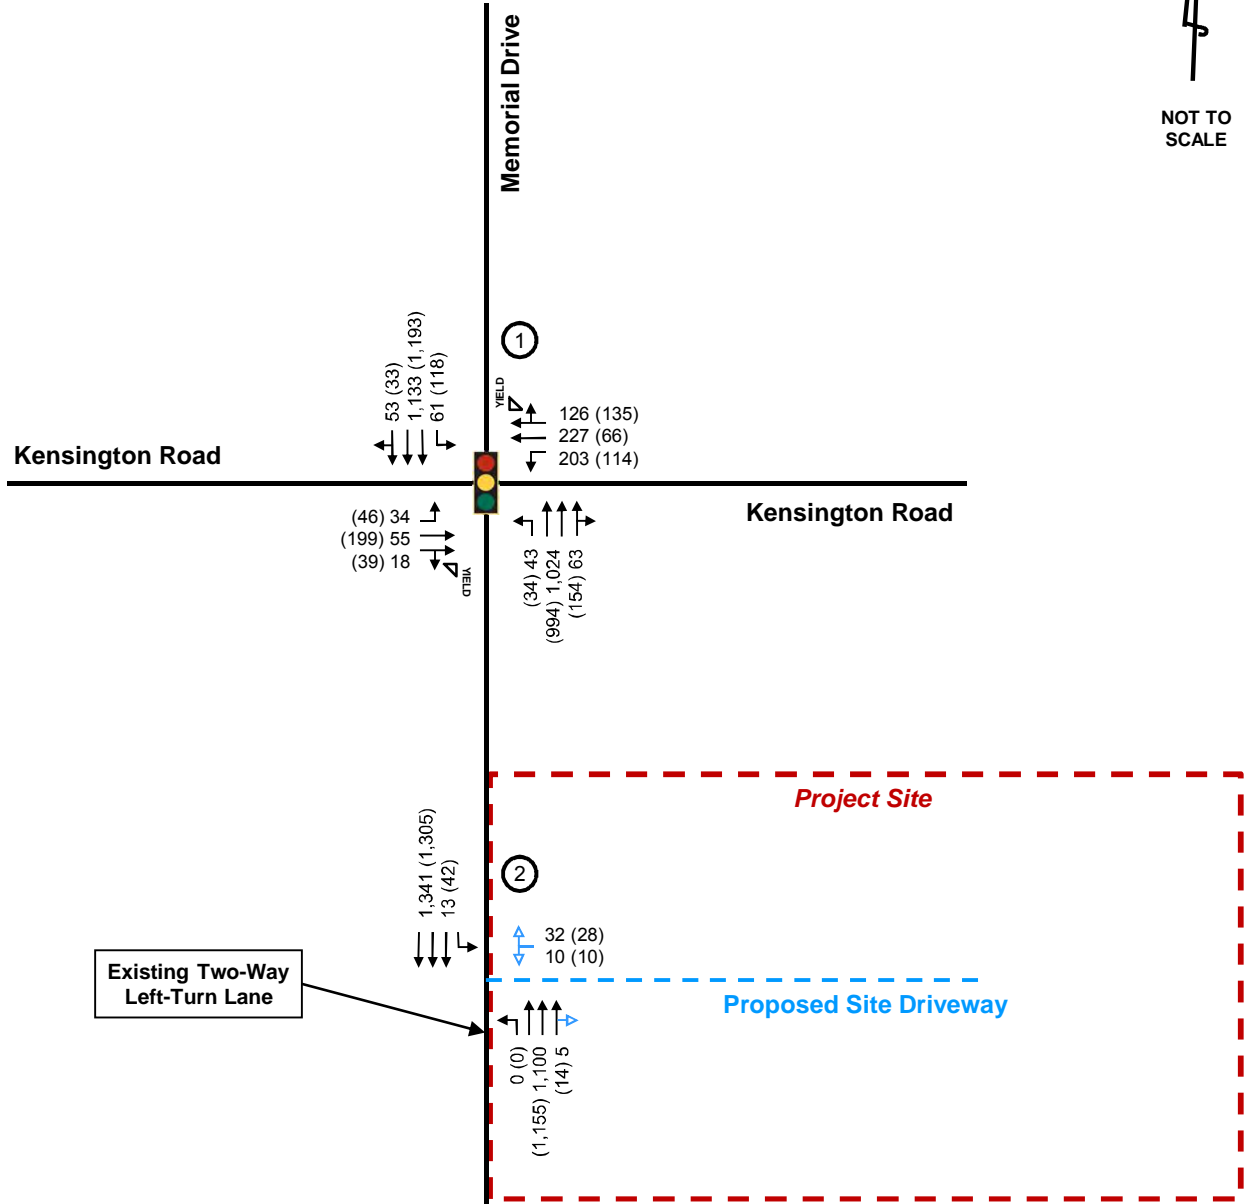 Memorial Drive
NOT TO
SCALE
1
53 (33)
1,133 (1,193)
61 (118)
YIELD
126 (135)
227 (66)
203 (114)
Kensington Road
Kensington Road
(46) 34
(199) 55
(39) 18
YIELD
(34) 43
(994) 1,024
(154) 63
Project Site
2
1,341 (1,305)
13 (42)
32 (28)
10 (10)
Existing Two-Way
Left-Turn Lane
Proposed Site Driveway
0 (0)
(1,155) 1,100
(14) 5